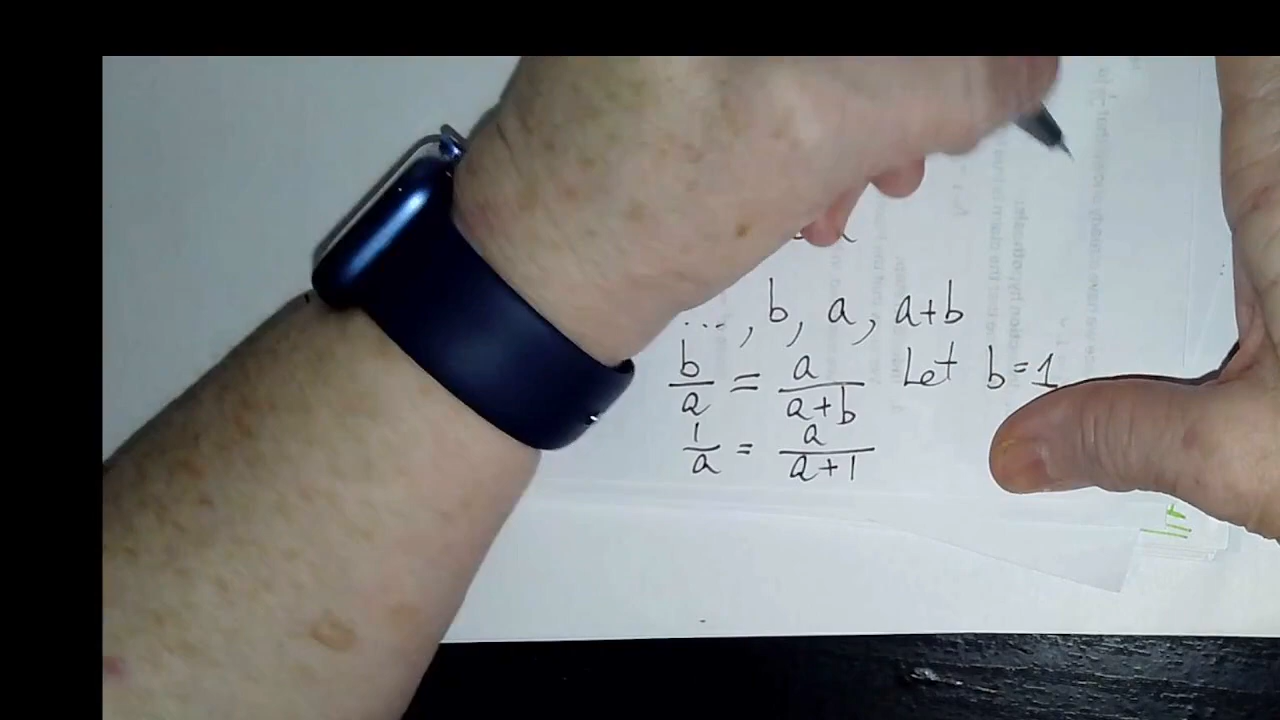 ..., b, a, a+b
b/a = a/(a+b) Let b=1
1/a = a/(a+1)